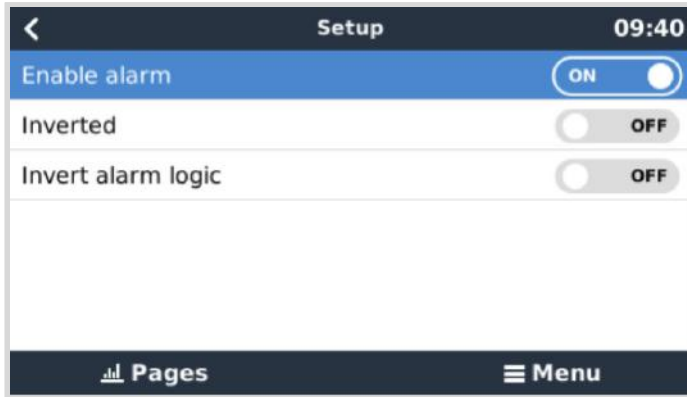 Setup 09:40
Enable alarm ON
Inverted OFF
Invert alarm logic OFF
Pages Menu